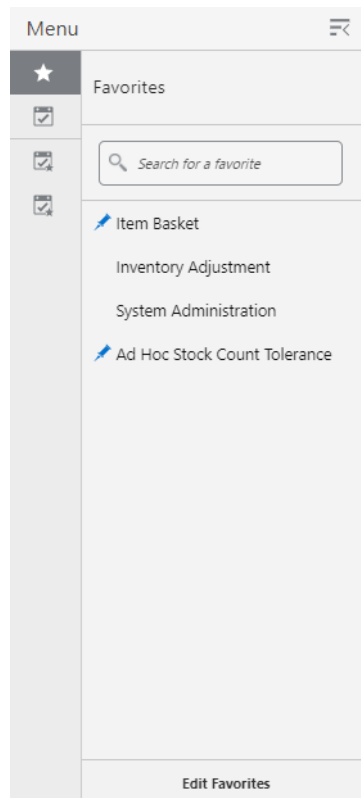 Menu
Favorites
Search for a favorite
Item Basket
Inventory Adjustment
System Administration
Ad Hoc Stock Count Tolerance
Edit Favorites